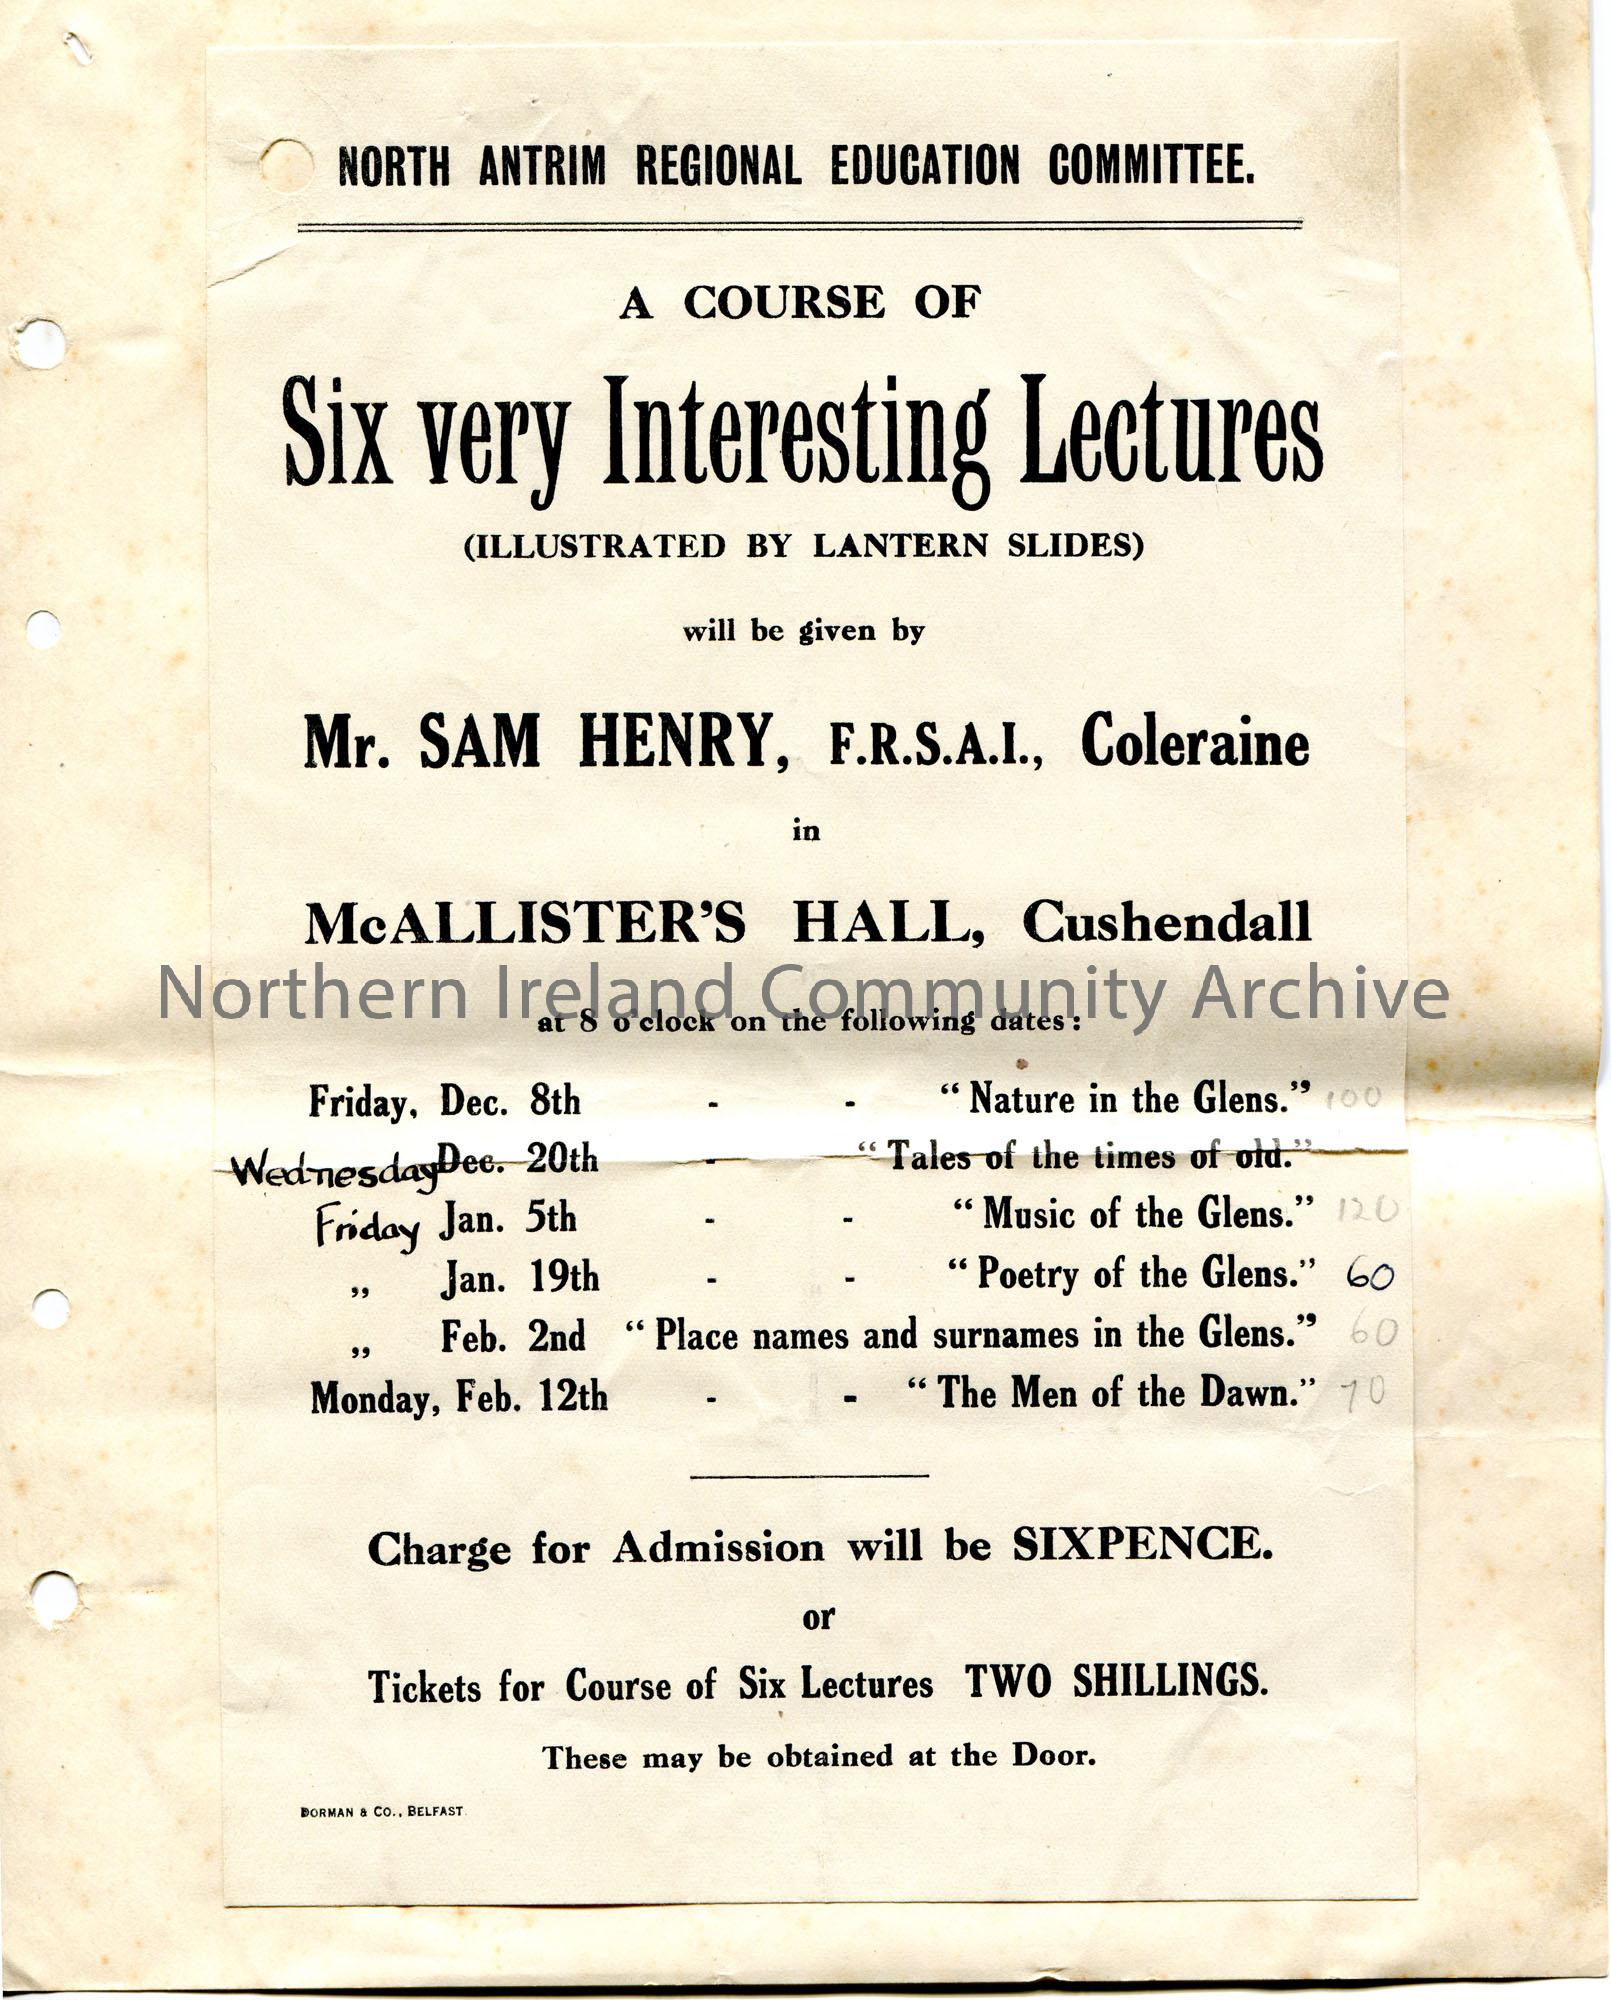 NORTH ANTRIM REGIONAL EDUCATION COMMITTEE.
A COURSE OF
Six very Interesting Lectures
(ILLUSTRATED BY LANTERN SLIDES)
will be given by
Mr. SAM HENRY, F.R.S.A.I., Coleraine
in
McALLISTER'S HALL, Cushendall
Northern Ireland Community Archive
at 8 o'clock on the following dates:
Friday, Dec. 8th - - "Nature in the Glens." 100
Wednesday Dec. 20th - "Tales of the times of old."
Friday Jan. 5th - - "Music of the Glens." 120
„ Jan. 19th - - "Poetry of the Glens." 60
„ Feb. 2nd "Place names and surnames in the Glens." 60
Monday, Feb. 12th - - "The Men of the Dawn." 70
Charge for Admission will be SIXPENCE.
or
Tickets for Course of Six Lectures TWO SHILLINGS.
These may be obtained at the Door.
DORMAN & CO., BELFAST.